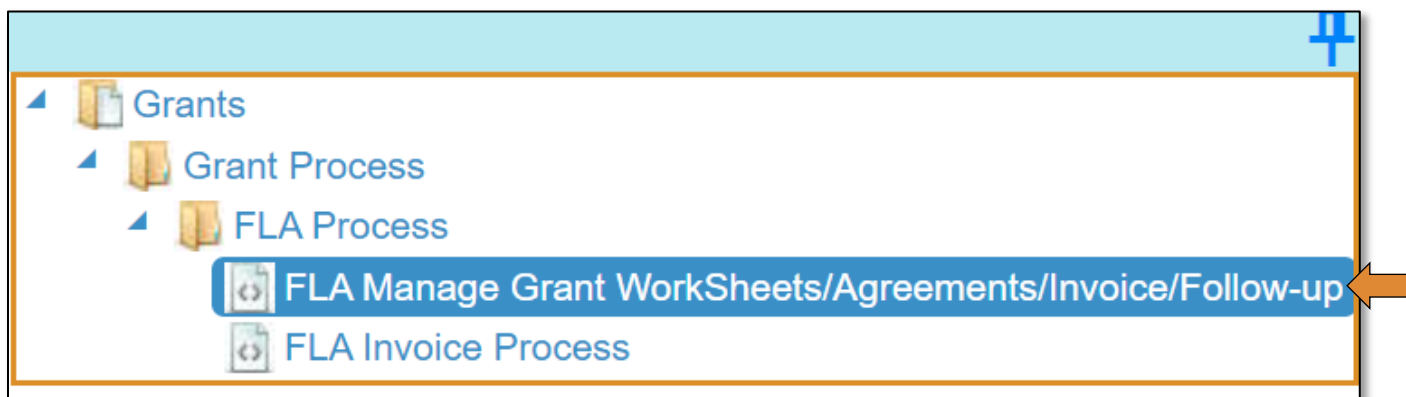 Grants
Grant Process
FLA Process
FLA Manage Grant WorkSheets/Agreements/Invoice/Follow-up
FLA Invoice Process